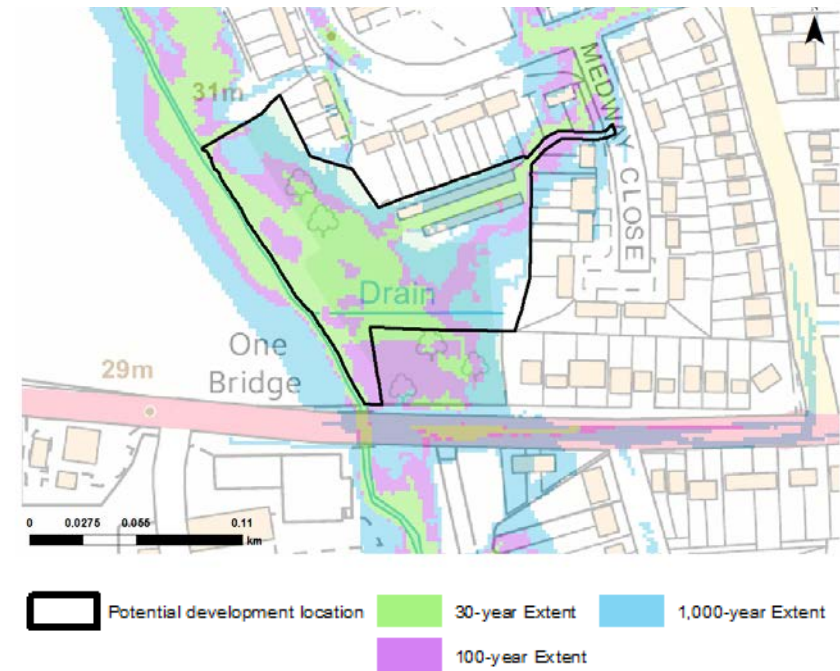 N
MEDWAY CLOSE
31m
Drain
One
Bridge
29m
0 0.0275 0.055 0.11
km
Potential development location
30-year Extent
1,000-year Extent
100-year Extent